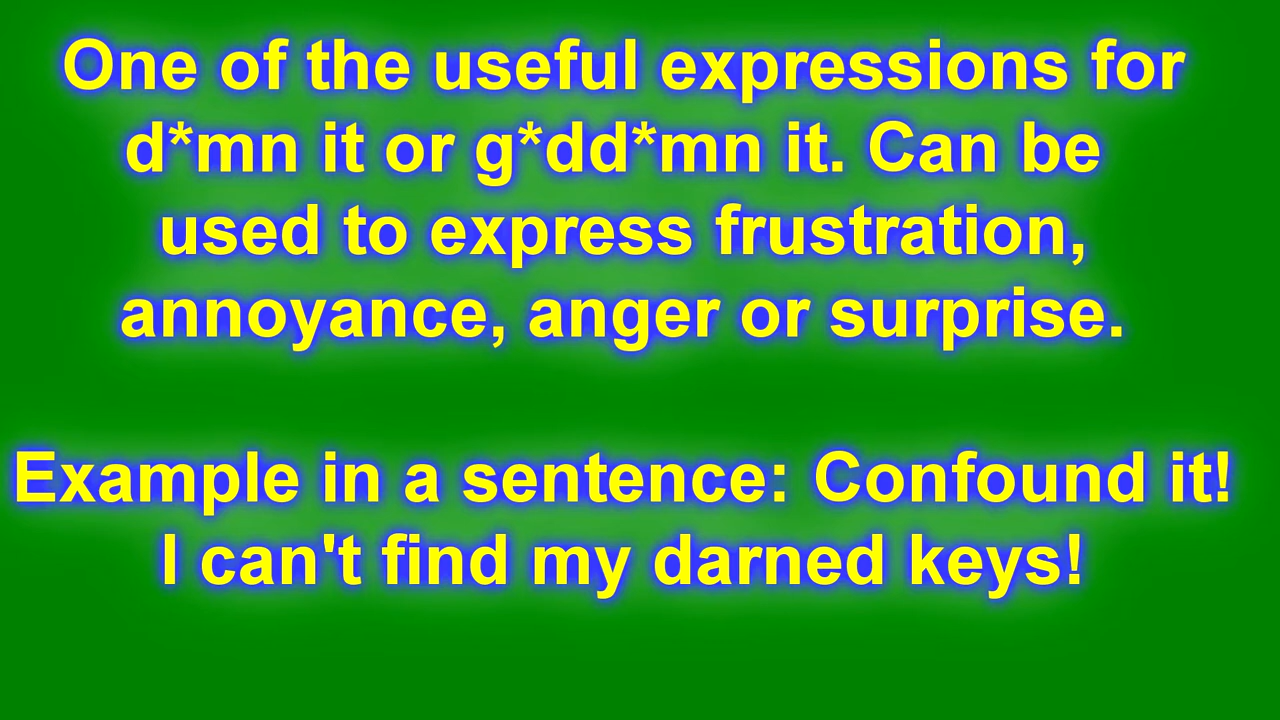 One of the useful expressions for
d*mn it or g*dd*mn it. Can be
used to express frustration,
annoyance, anger or surprise.
Example in a sentence: Confound it!
I can't find my darned keys!